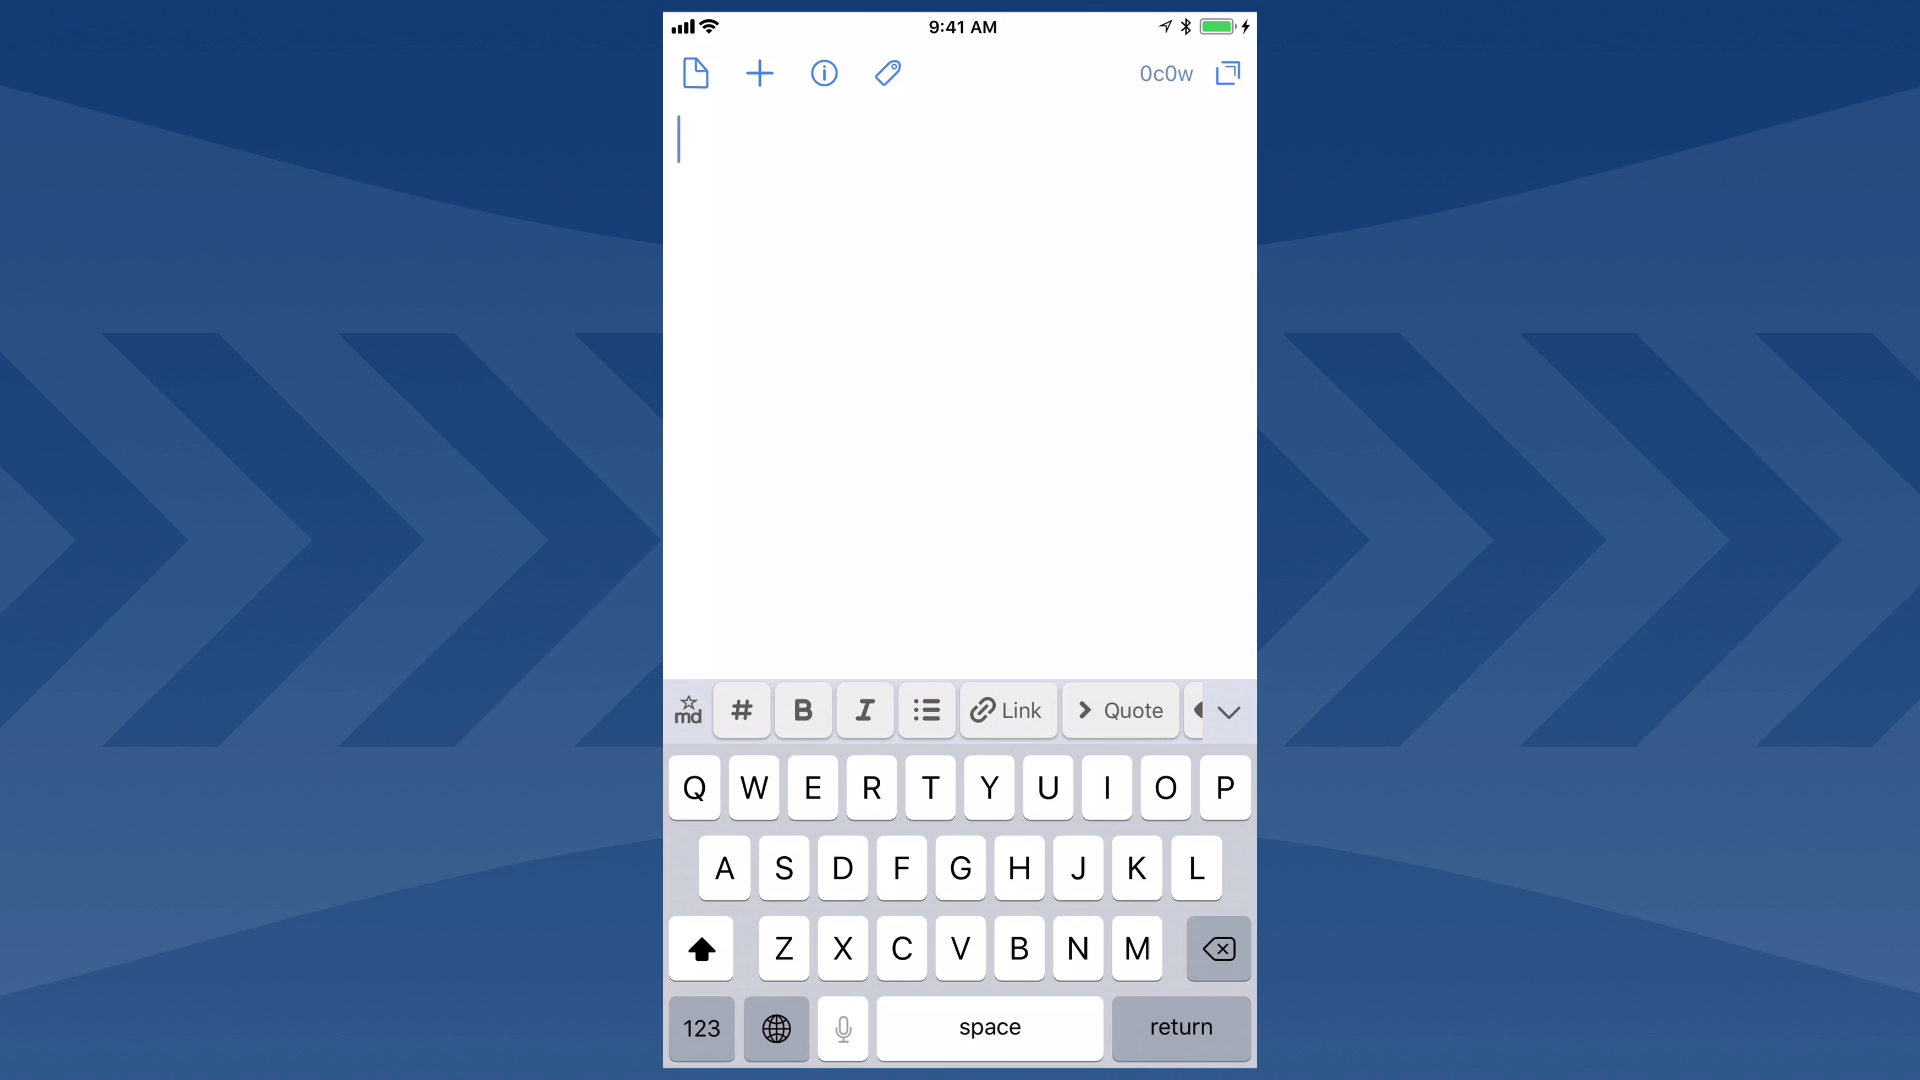 9:41 AM
0c0w
md # B I Link Quote
Q W E R T Y U I O P
A S D F G H J K L
Z X C V B N M
123 space return